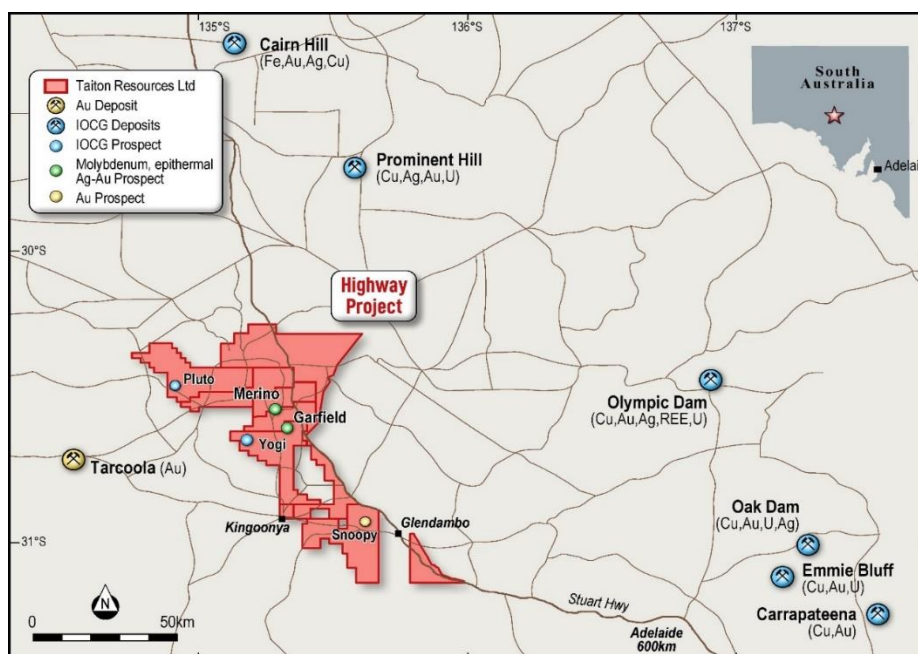 135°S
136°S
137°S
Cairn Hill
(Fe,Au,Ag,Cu)
Taiton Resources Ltd
Au Deposit
IOCG Deposits
IOCG Prospect
Molybdenum, epithermal
Ag-Au Prospect
Au Prospect
South
Australia
Adelai
Prominent Hill
(Cu,Ag,Au,U)
30°S
Highway
Project
Pluto
Merino
Garfield
Yogi
Olympic Dam
(Cu,Au,Ag,REE,U)
Tarcoola (Au)
Kingoonya
Snoopy
Glendambo
Oak Dam
(Cu,Au,U,Ag)
31°S
Emmie Bluff
(Cu,Au,U)
Carrapateena
(Cu,Au)
Stuart Hwy
Adelaide
600km
N
0
50km